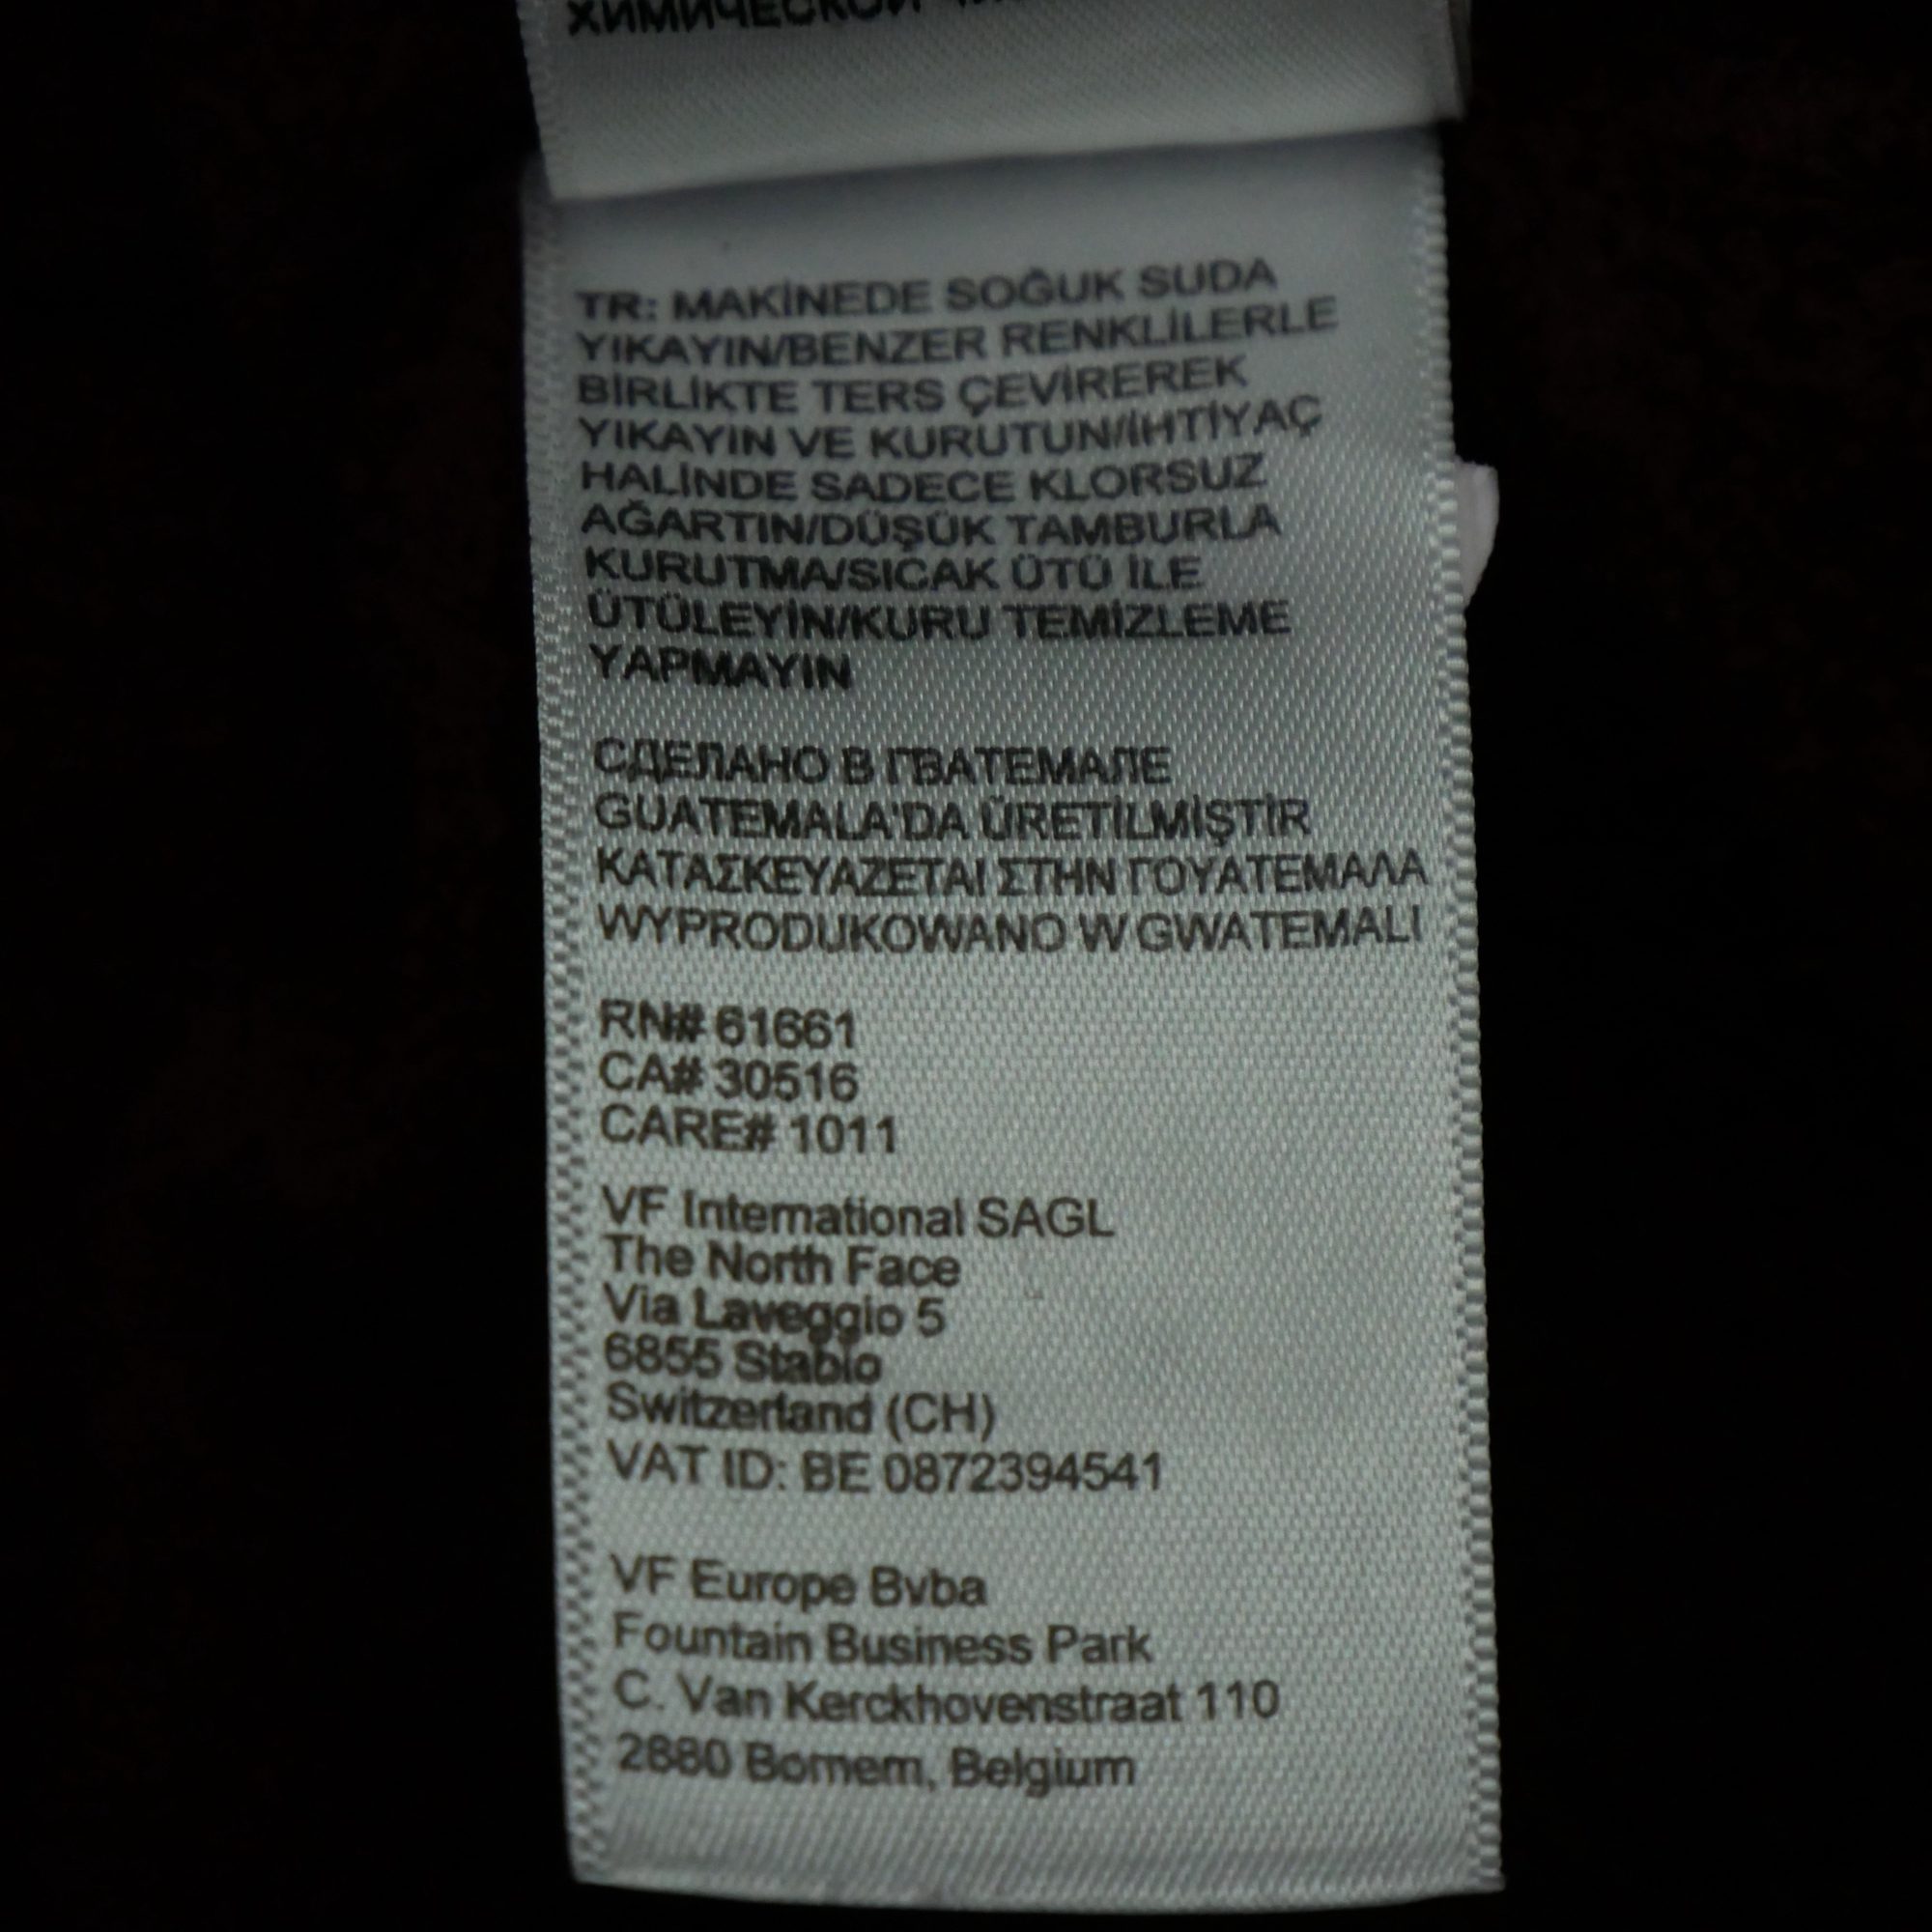 ХИМИЧЕСКОЙ
TR: MAKİNEDE SOĞUK SUDA
YIKAYIN/BENZER RENKLİLERLE
BİRLİKTE TERS ÇEVİREREK
YIKAYIN VE KURUTUN/İHTİYAÇ
HALİNDE SADECE KLORSUZ
AĞARTIN/DÜŞÜK TAMBURLA
KURUTMA/SICAK ÜTÜ İLE
ÜTÜLEYİN/KURU TEMİZLEME
YAPMAYIN
СДЕЛАНО В ГВАТЕМАЛЕ
GUATEMALA'DA ÜRETİLMİŞTİR
ΚΑΤΑΣΚΕΥΑΖΕΤΑΙ ΣΤΗΝ ΓΟΥΑΤΕΜΑΛΑ
WYPRODUKOWANO W GWATEMALI
RN# 61661
CA# 30516
CARE# 1011
VF International SAGL
The North Face
Via Laveggio 5
6855 Stabio
Switzerland (CH)
VAT ID: BE 0872394541
VF Europe Bvba
Fountain Business Park
C. Van Kerckhovenstraat 110
2880 Bornem, Belgium